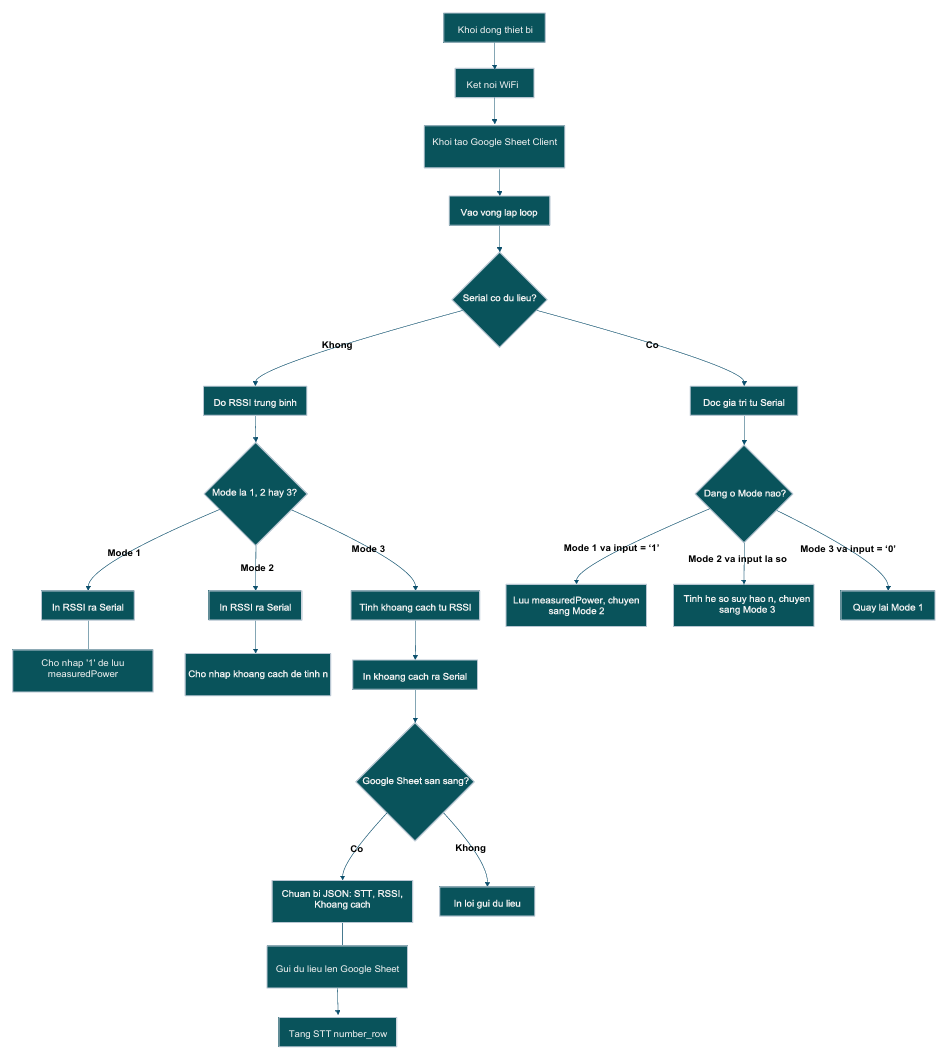 Khoi dong thiet bi
Ket noi WiFi
Khoi tao Google Sheet Client
Vao vong lap loop
Serial co du lieu?
Khong
Co
Do RSSI trung binh
Doc gia tri tu Serial
Mode la 1, 2 hay 3?
Dang o Mode nao?
Mode 1
Mode 2
Mode 3
Mode 1 va input = ‘1’
Mode 2 va input la so
Mode 3 va input = ‘0’
In RSSI ra Serial
In RSSI ra Serial
Tinh khoang cach tu RSSI
Luu measuredPower, chuyen
sang Mode 2
Tinh he so suy hao n, chuyen
sang Mode 3
Quay lai Mode 1
Cho nhap '1' de luu
measuredPower
Cho nhap khoang cach de tinh n
In khoang cach ra Serial
Google Sheet san sang?
Co
Khong
Chuan bi JSON: STT, RSSI,
Khoang cach
In loi gui du lieu
Gui du lieu len Google Sheet
Tang STT number_row